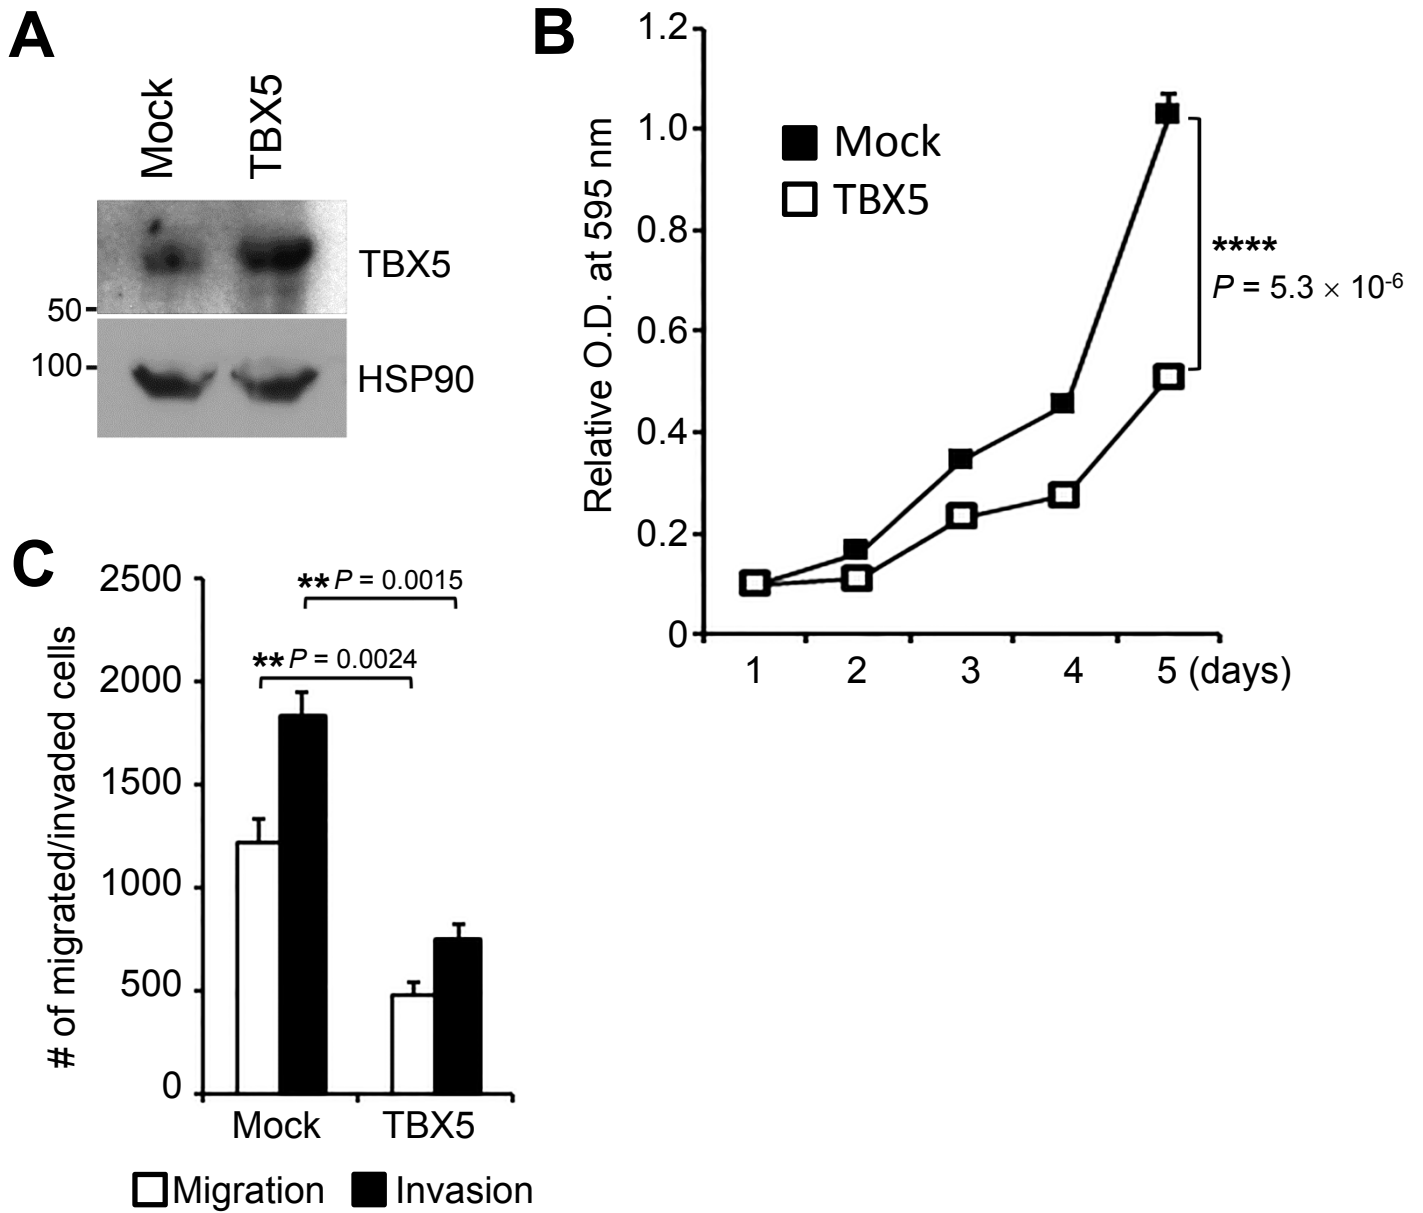 A
Mock
TBX5
TBX5
50
100
HSP90
B
1.2
1.0
0.8
0.6
0.4
0.2
0
Relative O.D. at 595 nm
Mock
TBX5
****
P = 5.3 × 10-6
1 2 3 4 5 (days)
C
2500
2000
1500
1000
500
0
# of migrated/invaded cells
** P = 0.0015
** P = 0.0024
Mock TBX5
Migration Invasion